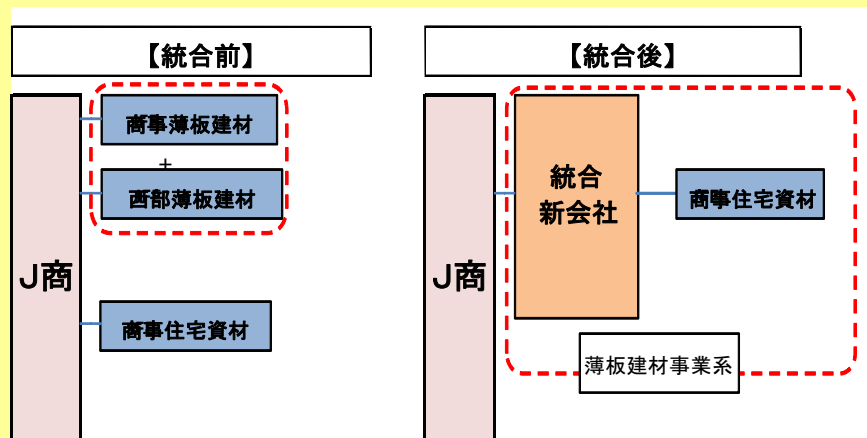 【統合前】
商事薄板建材
+
西部薄板建材
J商
商事住宅資材
【統合後】
統合
新会社
商事住宅資材
J商
薄板建材事業系